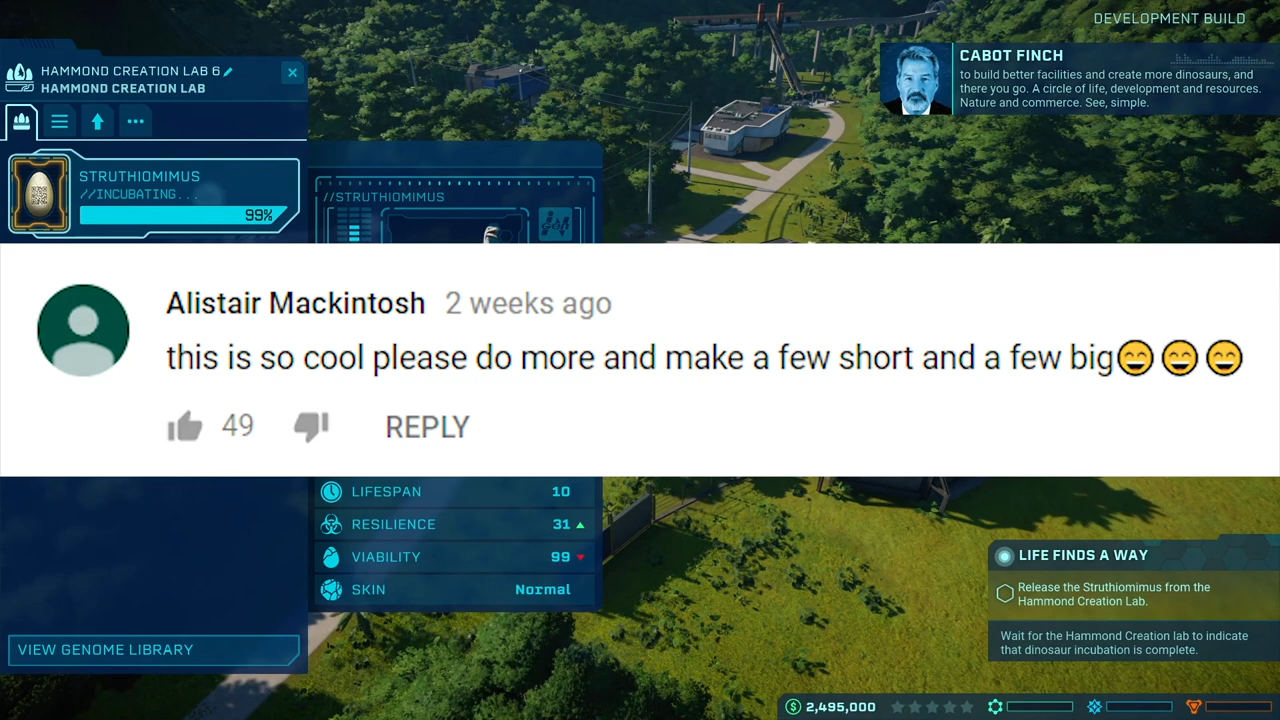 DEVELOPMENT BUILD
HAMMOND CREATION LAB 6
HAMMOND CREATION LAB
CABOT FINCH
to build better facilities and create more dinosaurs, and
there you go. A circle of life, development and resources.
Nature and commerce. See, simple.
STRUTHIOMIMUS
//INCUBATING...
99%
//STRUTHIOMIMUS
Alistair Mackintosh 2 weeks ago
this is so cool please do more and make a few short and a few big😄😄😄
49 REPLY
LIFESPAN 10
RESILIENCE 31
VIABILITY 99
SKIN Normal
VIEW GENOME LIBRARY
LIFE FINDS A WAY
Release the Struthiomimus from the
Hammond Creation Lab.
Wait for the Hammond Creation lab to indicate
that dinosaur incubation is complete.
$ 2,495,000